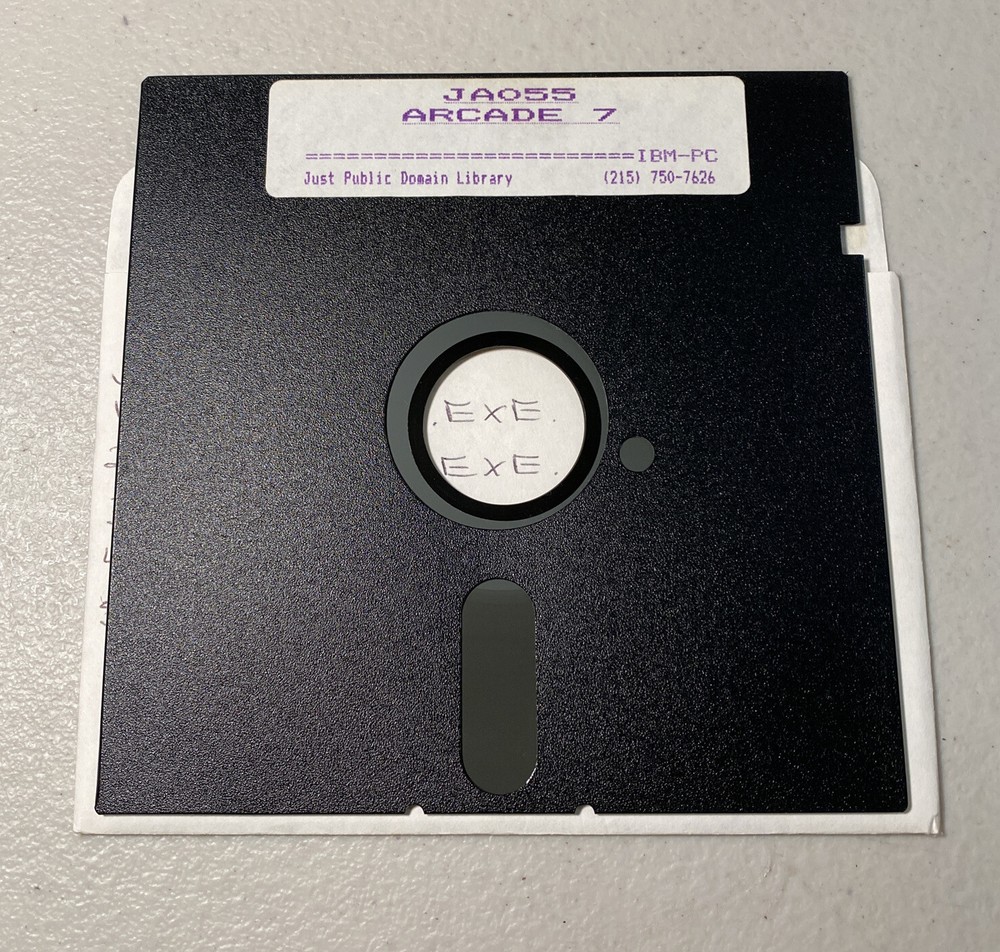 JA055
ARCADE 7
========================IBM-PC
Just Public Domain Library (215) 750-7626
.EXE.
EXE.